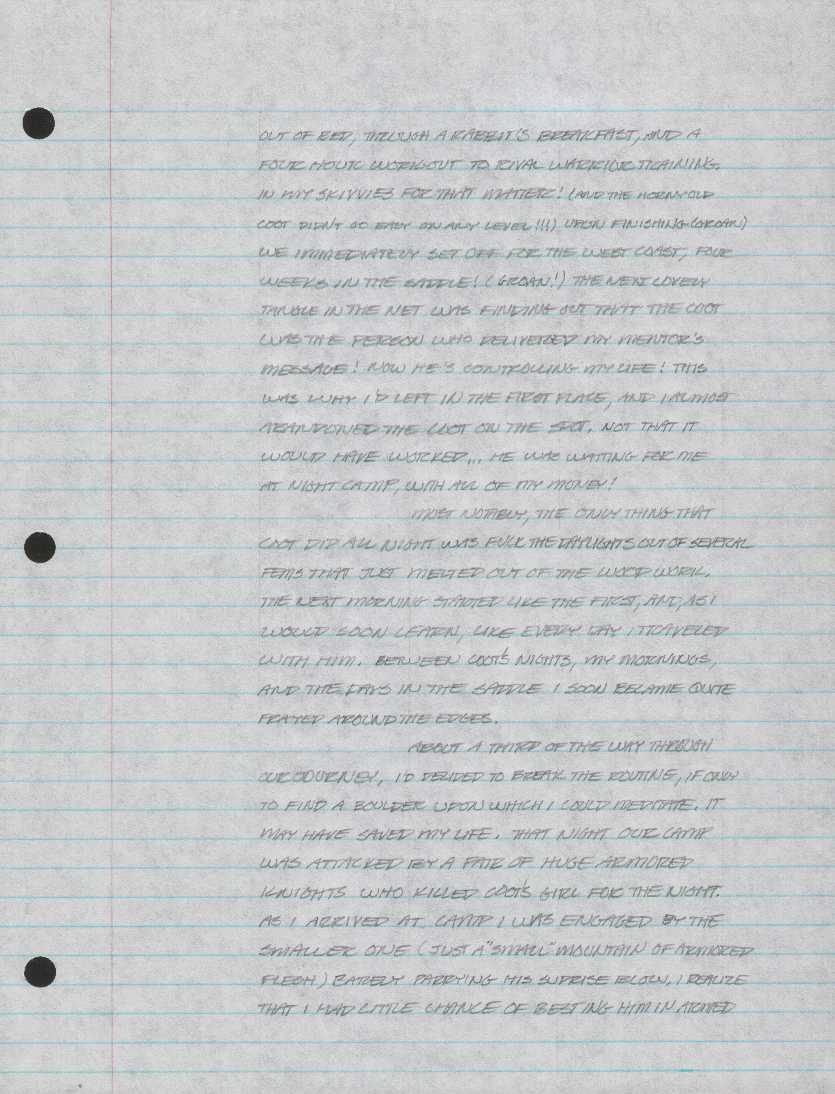 OUT OF BED, THROUGH A RABBIT'S BREAKFAST, AND A
FOUR HOUR WORKOUT TO RIVAL WARRIOR TRAINING.
IN MY SKIVVIES FOR THAT MATTER! (AND THE HORNY OLD
COOT DIDN'T GO EASY ON ANY LEVEL!!!) UPON FINISHING (GROAN)
WE IMMEDIATELY SET OFF FOR THE WEST COAST, FOUR
WEEKS IN THE SADDLE! (GROAN!) THE NEXT LOVELY
TANGLE IN THE NET WAS FINDING OUT THAT THE COOT
WAS THE PERSON WHO DELIVERED MY MENTOR'S
MESSAGE! NOW HE'S CONTROLLING MY LIFE! THIS
WAS WHY I'D LEFT IN THE FIRST PLACE, AND I ALMOST
ABANDONED THE COOT ON THE SPOT. NOT THAT IT
WOULD HAVE WORKED... HE WAS WAITING FOR ME
AT NIGHT CAMP, WITH ALL OF MY MONEY!
MOST NOTABLY, THE ONLY THING THAT
COOT DID ALL NIGHT WAS FUCK THE DAYLIGHTS OUT OF SEVERAL
FEMS THAT JUST MELTED OUT OF THE WOOD WORK.
THE NEXT MORNING STARTED LIKE THE FIRST, AND, AS I
WOULD SOON LEARN, LIKE EVERY DAY I TRAVELED
WITH HIM. BETWEEN COOT'S NIGHTS, MY MORNINGS,
AND THE DAYS IN THE SADDLE I SOON BECAME QUITE
FRAYED AROUND THE EDGES.
ABOUT A THIRD OF THE WAY THROUGH
OUR JOURNEY, I'D DECIDED TO BREAK THE ROUTINE, IF ONLY
TO FIND A BOULDER UPON WHICH I COULD MEDITATE. IT
MAY HAVE SAVED MY LIFE. THAT NIGHT OUR CAMP
WAS ATTACKED BY A PAIR OF HUGE ARMORED
KNIGHTS WHO KILLED COOT'S GIRL FOR THE NIGHT.
AS I ARRIVED AT CAMP I WAS ENGAGED BY THE
SMALLER ONE (JUST A "SMALL" MOUNTAIN OF ARMORED
FLESH) BARELY PARRYING HIS SUPRISE BLOW, I REALIZE
THAT I HAD LITTLE CHANCE OF BESTING HIM IN